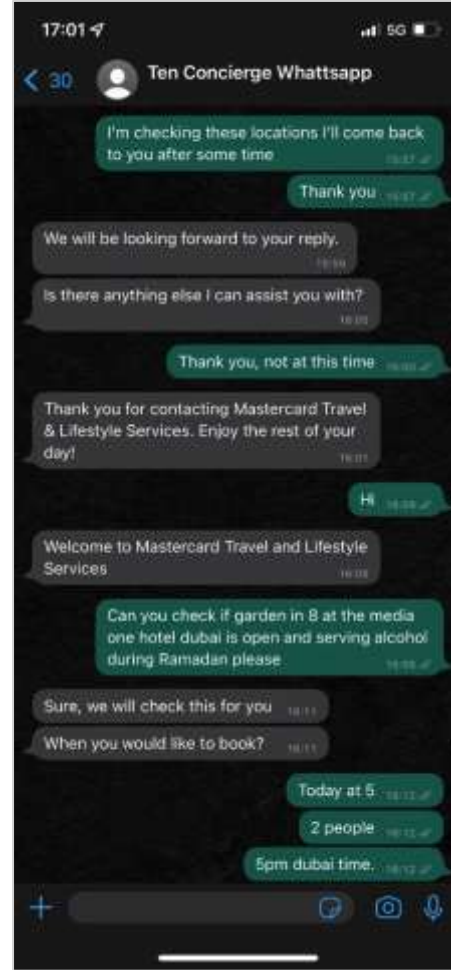 17:01
5G
30
Ten Concierge Whattsapp
I'm checking these locations I'll come back
to you after some time
Thank you
We will be looking forward to your reply.
Is there anything else I can assist you with?
Thank you, not at this time
Thank you for contacting Mastercard Travel
& Lifestyle Services. Enjoy the rest of your
day!
Hi
Welcome to Mastercard Travel and Lifestyle
Services
Can you check if garden in 8 at the media
one hotel dubai is open and serving alcohol
during Ramadan please
Sure, we will check this for you
When you would like to book?
Today at 5
2 people
5pm dubai time.